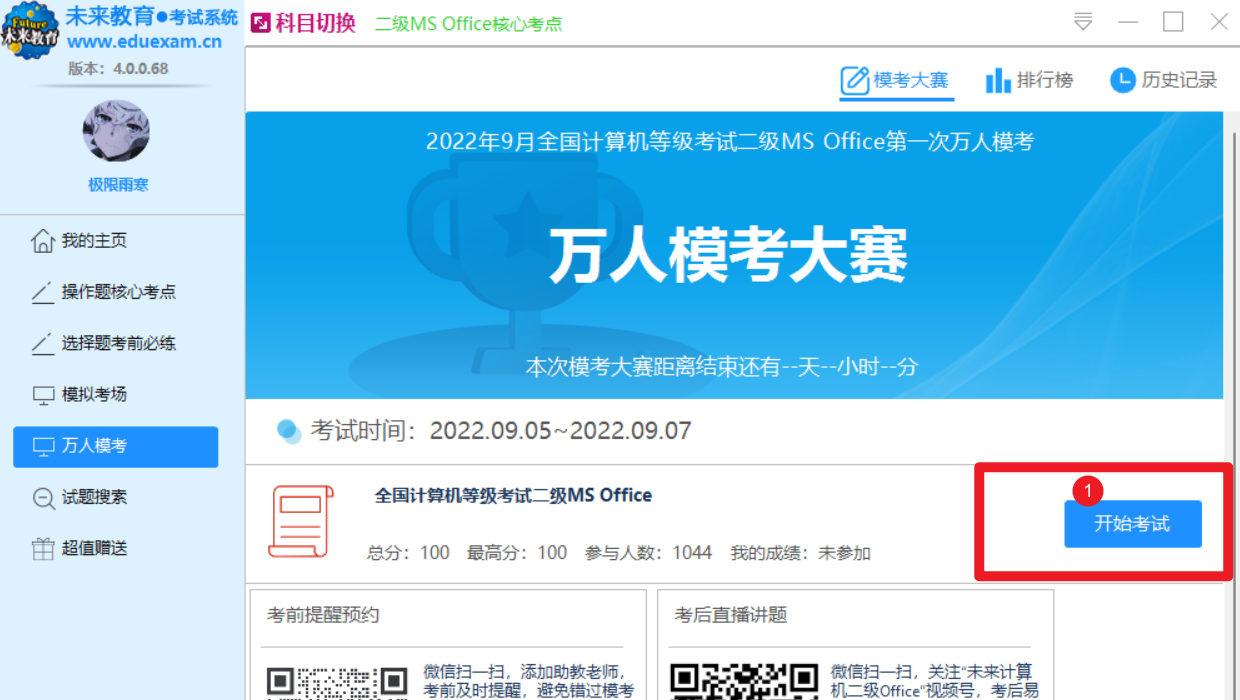 Future
未来教育
未来教育●考试系统
www.eduexam.cn
版本：4.0.0.68
极限雨寒
我的主页
操作题核心考点
选择题考前必练
模拟考场
万人模考
试题搜索
超值赠送
科目切换 二级MS Office核心考点
模考大赛 排行榜 历史记录
2022年9月全国计算机等级考试二级MS Office第一次万人模考
万人模考大赛
本次模考大赛距离结束还有--天--小时--分
考试时间：2022.09.05~2022.09.07
全国计算机等级考试二级MS Office
总分：100 最高分：100 参与人数：1044 我的成绩：未参加
1
开始考试
考前提醒预约
微信扫一扫，添加助教老师，
考前及时提醒，避免错过模考
考后直播讲题
微信扫一扫，关注“未来计算
机二级Office”视频号，考后易